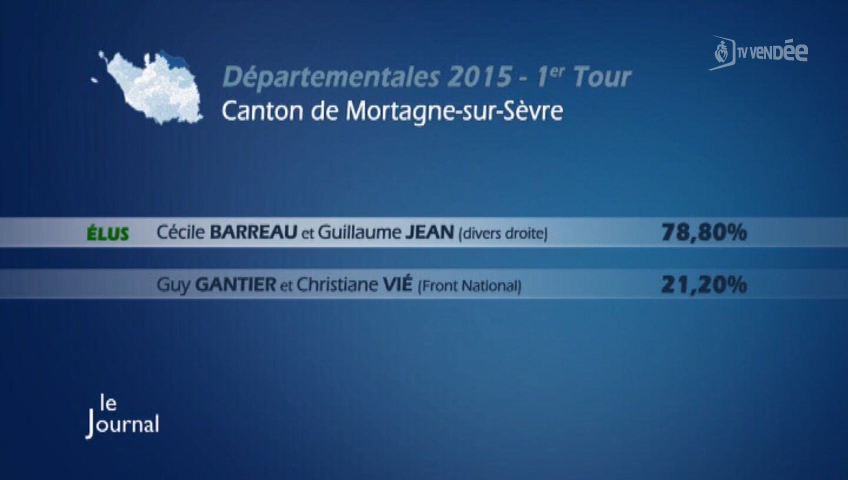 TV VENDÉE
Départementales 2015 - 1er Tour
Canton de Mortagne-sur-Sèvre
ÉLUS Cécile BARREAU et Guillaume JEAN (divers droite) 78,80%
Guy GANTIER et Christiane VIÉ (Front National) 21,20%
le
Journal